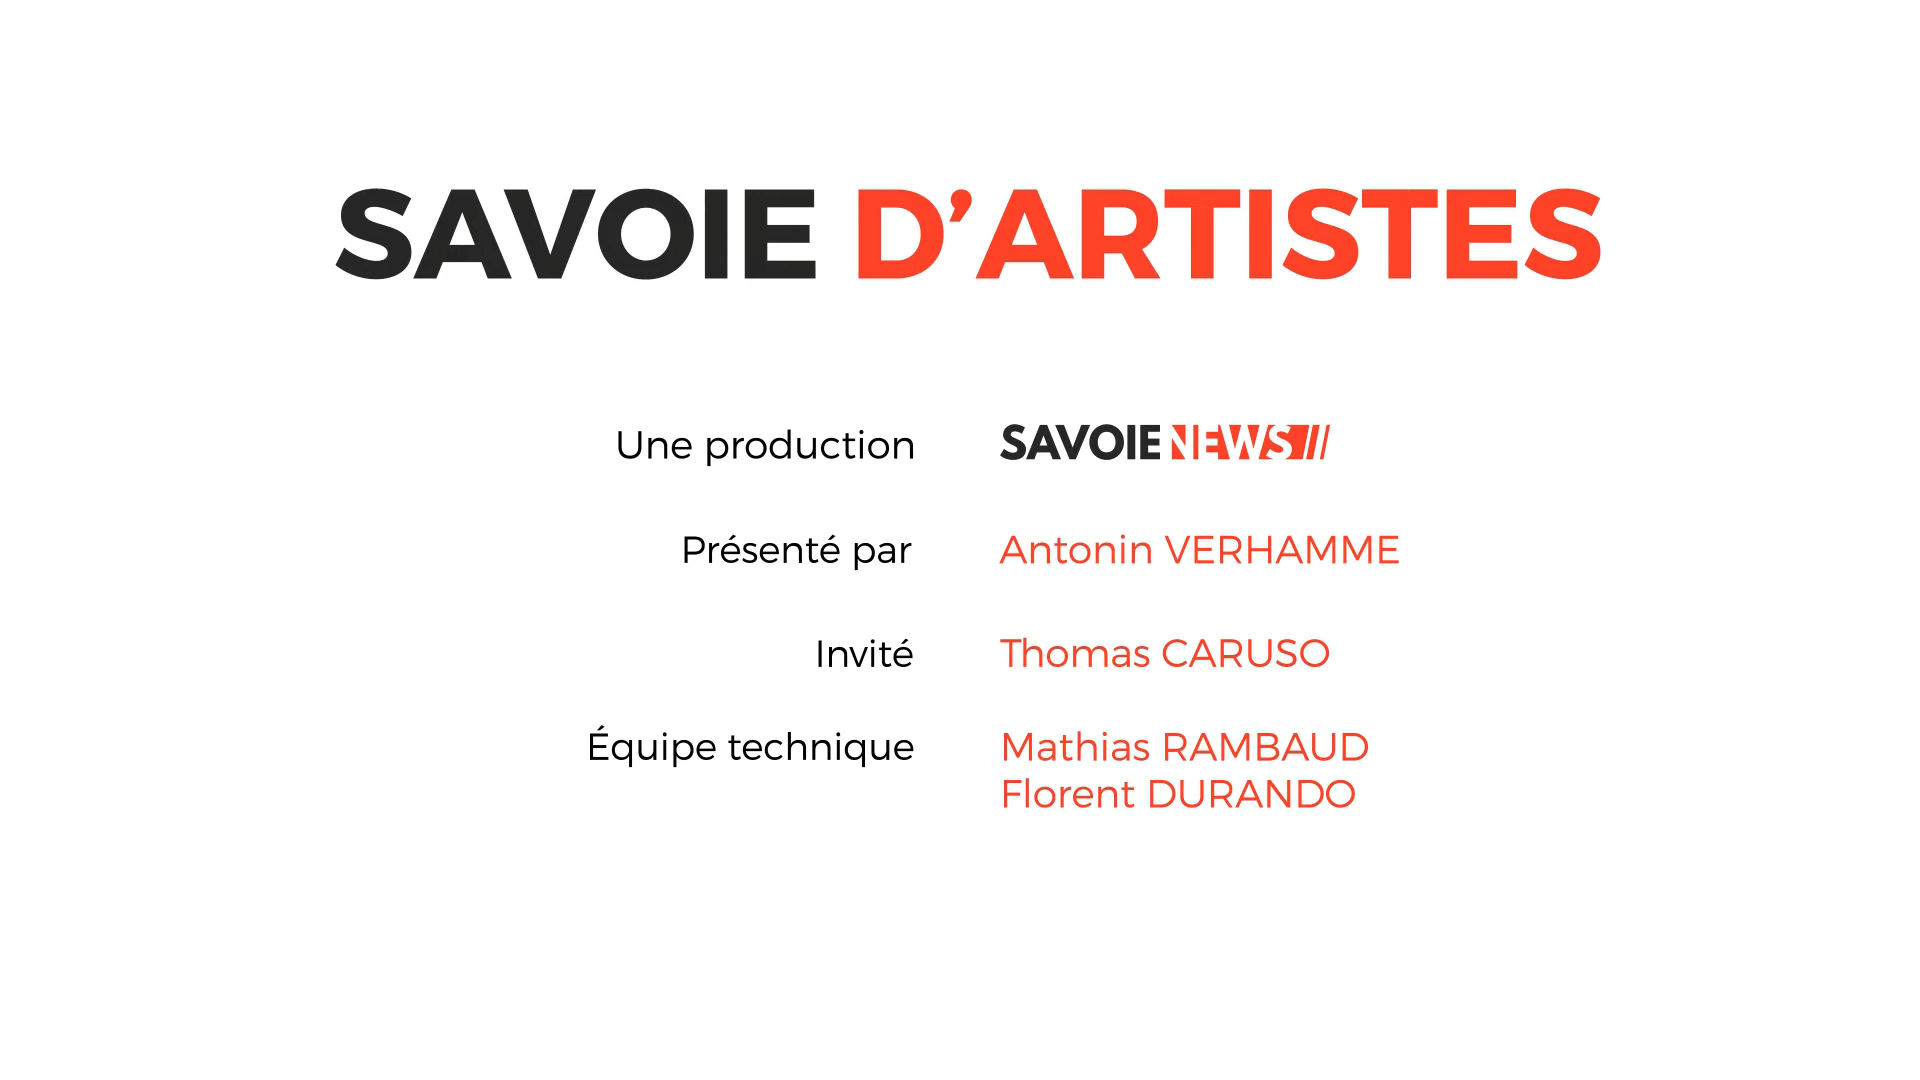 SAVOIE D’ARTISTES
Une production SAVOIE NEWS
Présenté par Antonin VERHAMME
Invité Thomas CARUSO
Équipe technique Mathias RAMBAUD
Florent DURANDO